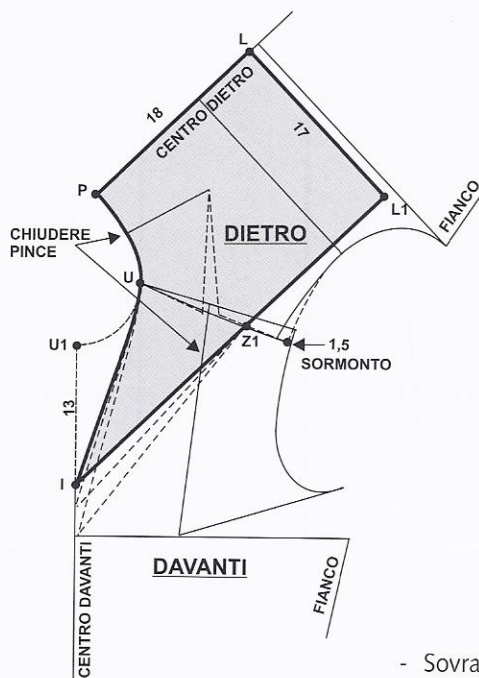 L
18
CENTRO DIETRO
17
P
L1
FIANCO
CHIUDERE
PINCE
DIETRO
U
U1
Z1
1,5
SORMONTO
13
I
DAVANTI
CENTRO DAVANTI
FIANCO
- Sovra